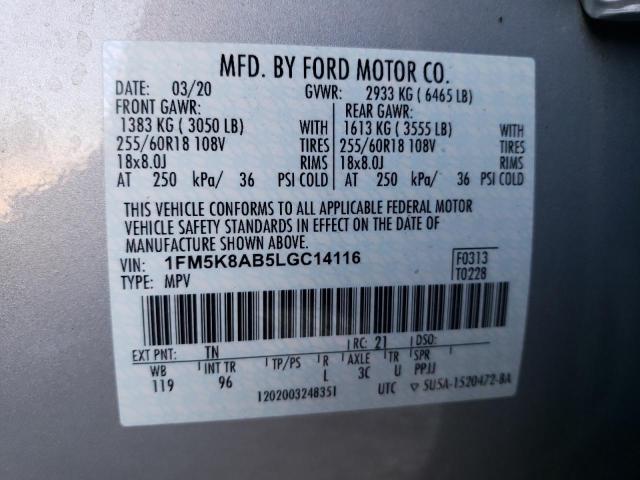 MFD. BY FORD MOTOR CO.
DATE: 03/20 GVWR: 2933 KG ( 6465 LB)
FRONT GAWR: REAR GAWR:
1383 KG ( 3050 LB) WITH 1613 KG ( 3555 LB) WITH
255/60R18 108V TIRES 255/60R18 108V TIRES
18x8.0J RIMS 18x8.0J RIMS
AT 250 kPa/ 36 PSI COLD AT 250 kPa/ 36 PSI COLD
THIS VEHICLE CONFORMS TO ALL APPLICABLE FEDERAL MOTOR
VEHICLE SAFETY STANDARDS IN EFFECT ON THE DATE OF
MANUFACTURE SHOWN ABOVE.
VIN: 1FM5K8AB5LGC14116 F0313
TYPE: MPV T0228
EXT PNT: TN RC: 21 DSO:
WB INT TR TP/PS R AXLE TR SPR
119 96 L 3C U PPJJ
1202003248351 UTC ▽ 5U5A-1520472-BA